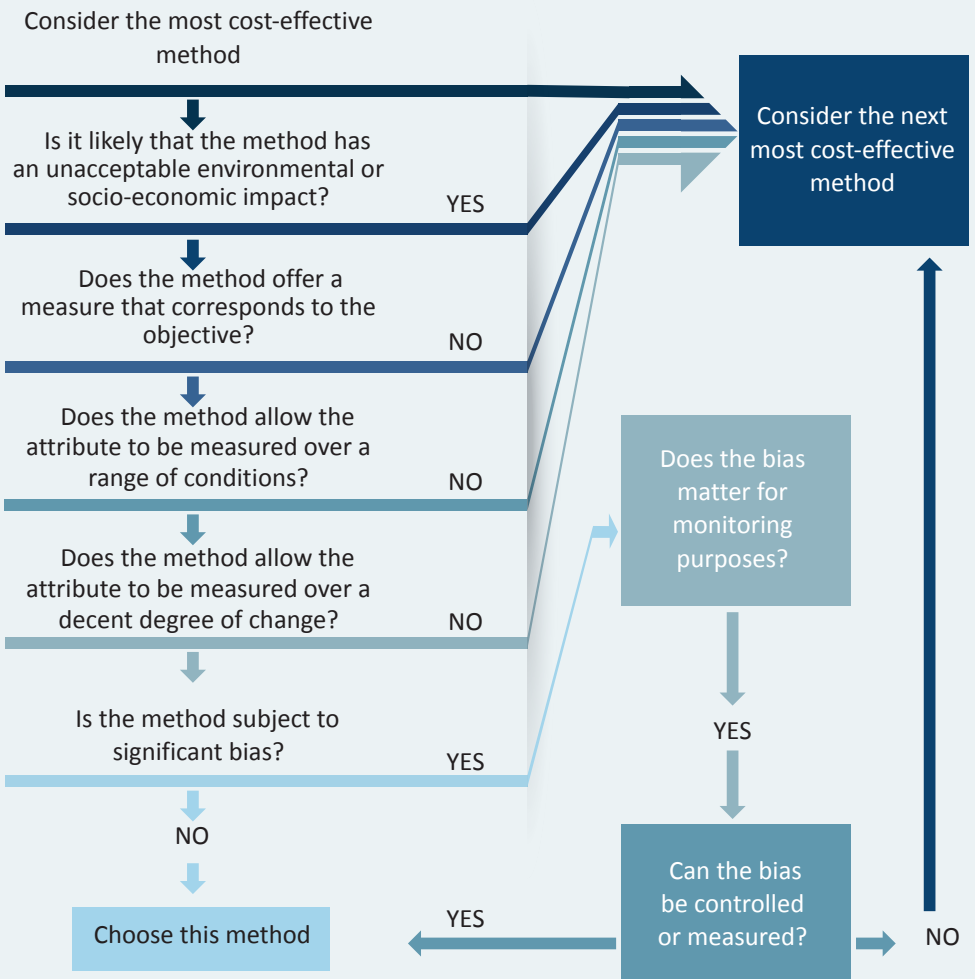 Consider the most cost-effective
method
Is it likely that the method has
an unacceptable environmental or
socio-economic impact?
YES
Does the method offer a
measure that corresponds to the
objective?
NO
Does the method allow the
attribute to be measured over a
range of conditions?
NO
Does the method allow the
attribute to be measured over a
decent degree of change?
NO
Is the method subject to
significant bias?
YES
NO
Choose this method
Consider the next
most cost-effective
method
Does the bias
matter for
monitoring
purposes?
YES
Can the bias
be controlled
or measured?
YES
NO